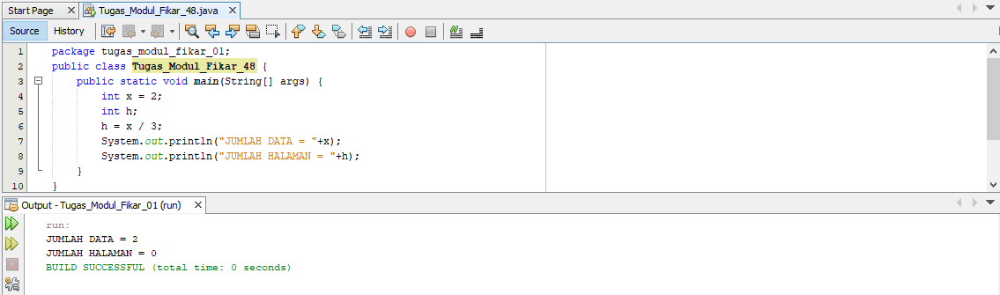 Start Page Tugas_Modul_Fikar_48.java
Source History
1 package tugas_modul_fikar_01;
2 public class Tugas_Modul_Fikar_48 {
3 public static void main(String[] args) {
4 int x = 2;
5 int h;
6 h = x / 3;
7 System.out.println("JUMLAH DATA = "+x);
8 System.out.println("JUMLAH HALAMAN = "+h);
9 }
10 }
Output - Tugas_Modul_Fikar_01 (run)
run:
JUMLAH DATA = 2
JUMLAH HALAMAN = 0
BUILD SUCCESSFUL (total time: 0 seconds)